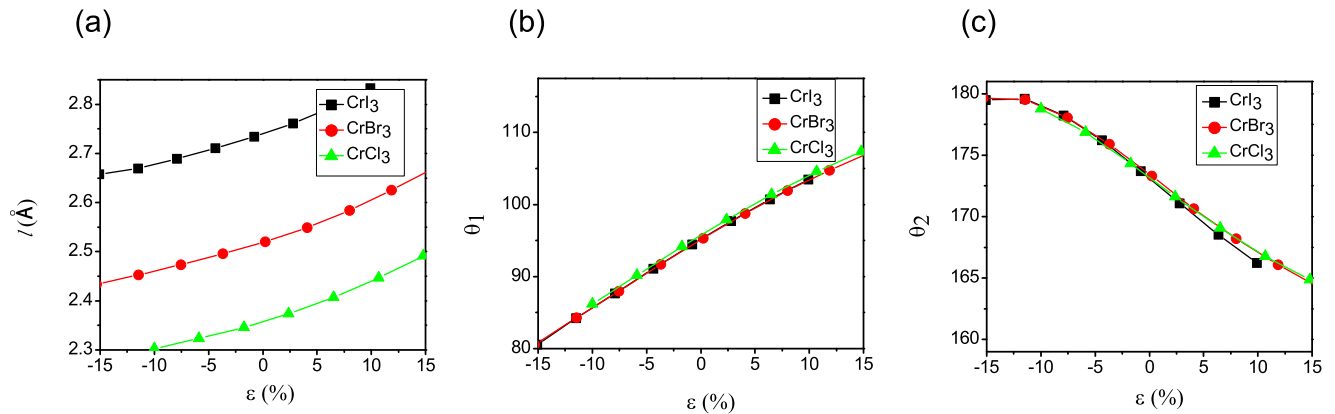 (a)
(b)
(c)
l (Å)
2.8
2.7
2.6
2.5
2.4
2.3
CrI3
CrBr3
CrCl3
-15 -10 -5 0 5 10 15
ε (%)
θ1
110
100
90
80
CrI3
CrBr3
CrCl3
-15 -10 -5 0 5 10 15
ε (%)
θ2
180
175
170
165
160
CrI3
CrBr3
CrCl3
-15 -10 -5 0 5 10 15
ε (%)